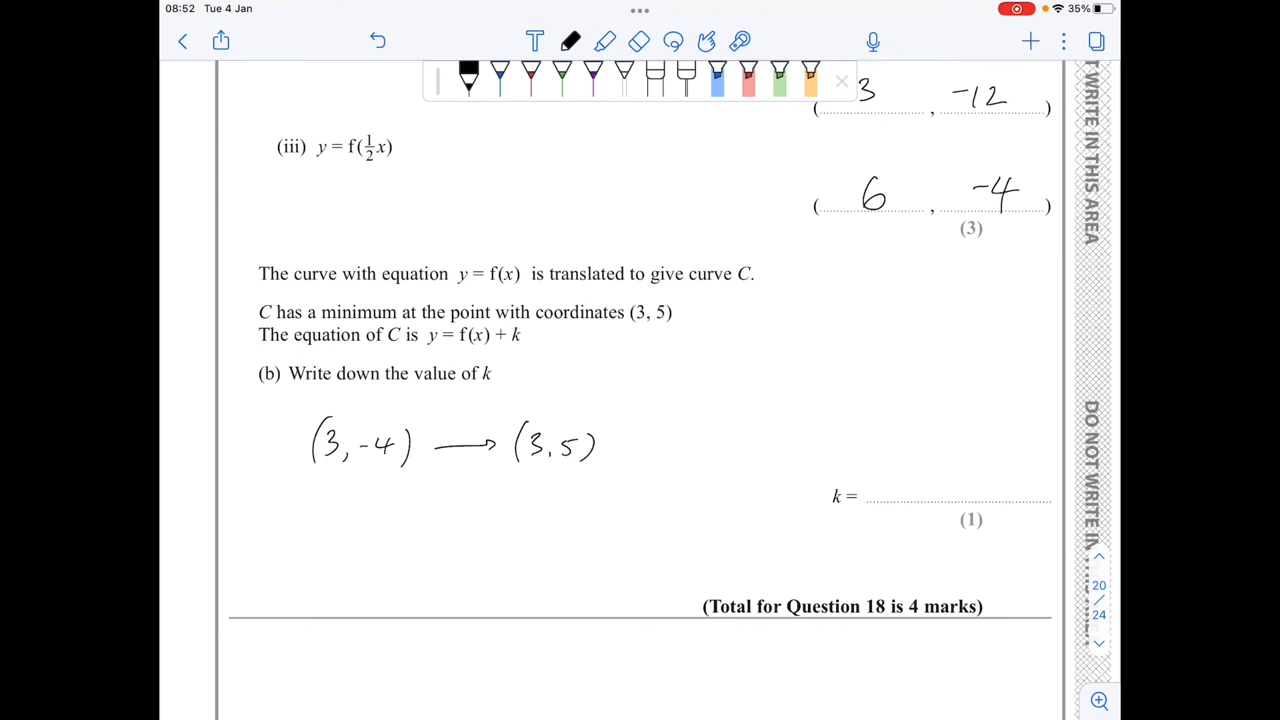 08:52 Tue 4 Jan
35%
3 -12
( , )
(iii) y = f(½x)
6 -4
( , )
(3)
The curve with equation y = f(x) is translated to give curve C.
C has a minimum at the point with coordinates (3, 5)
The equation of C is y = f(x) + k
(b) Write down the value of k
(3, -4) → (3, 5)
k =
(1)
(Total for Question 18 is 4 marks)
T WRITE IN THIS AREA
DO NOT WRITE IN
20
/
24